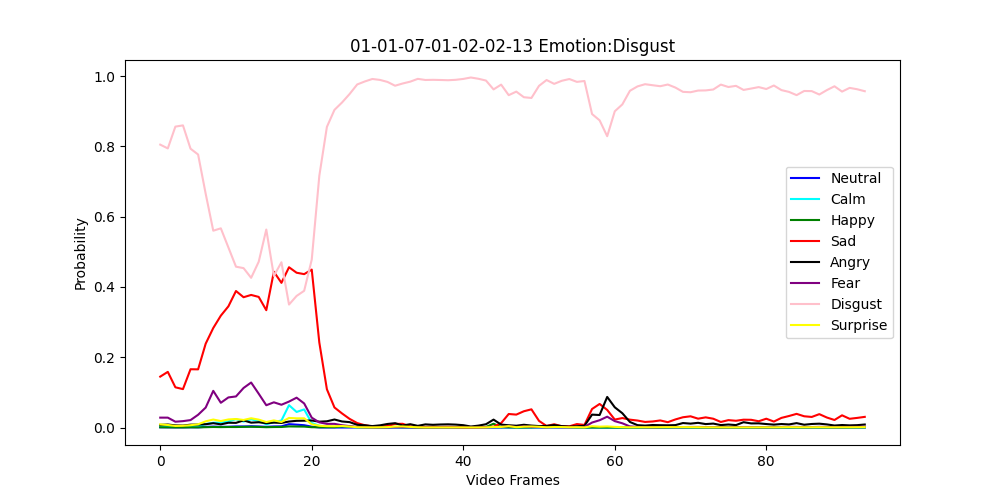 01-01-07-01-02-02-13 Emotion:Disgust
1.0
0.8
0.6
0.4
0.2
0.0
Probability
0
20
40
60
80
Video Frames
Neutral
Calm
Happy
Sad
Angry
Fear
Disgust
Surprise